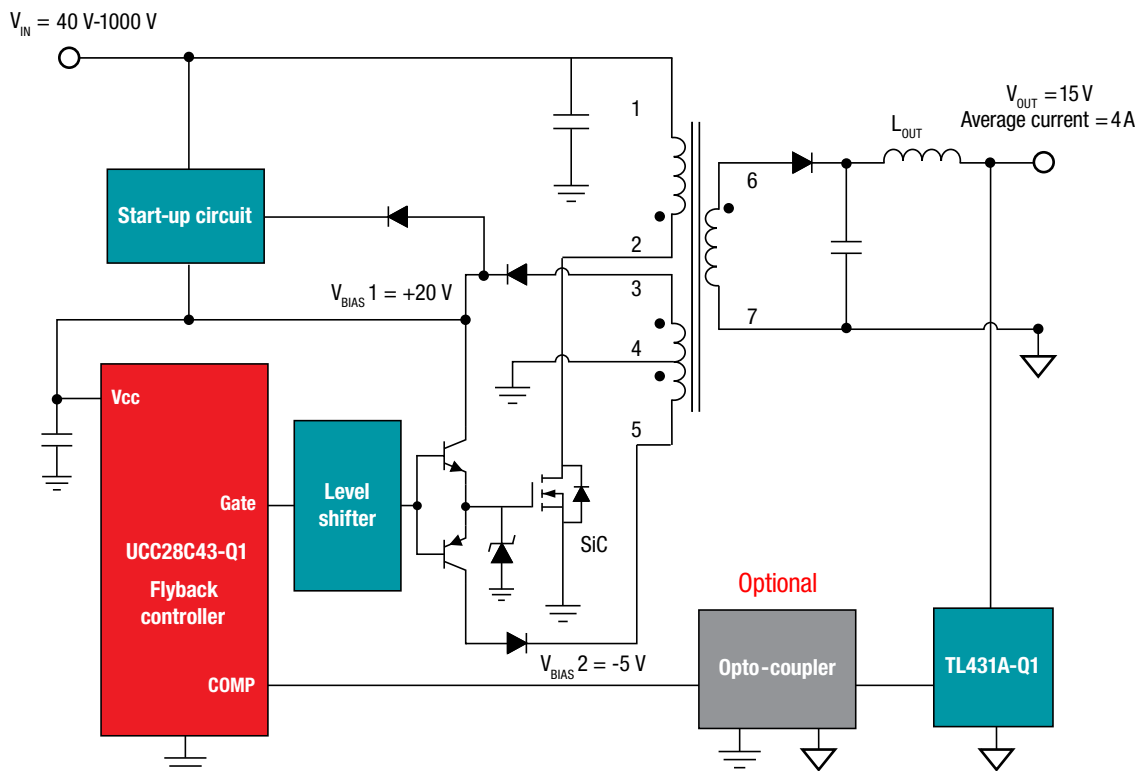 V_IN = 40 V-1000 V
1
V_OUT = 15 V
Average current = 4 A
L_OUT
6
Start-up circuit
2
3
V_BIAS 1 = +20 V
7
4
Vcc
5
Gate
Level
shifter
UCC28C43-Q1
Flyback
controller
SiC
Optional
V_BIAS 2 = -5 V
Opto-coupler
TL431A-Q1
COMP